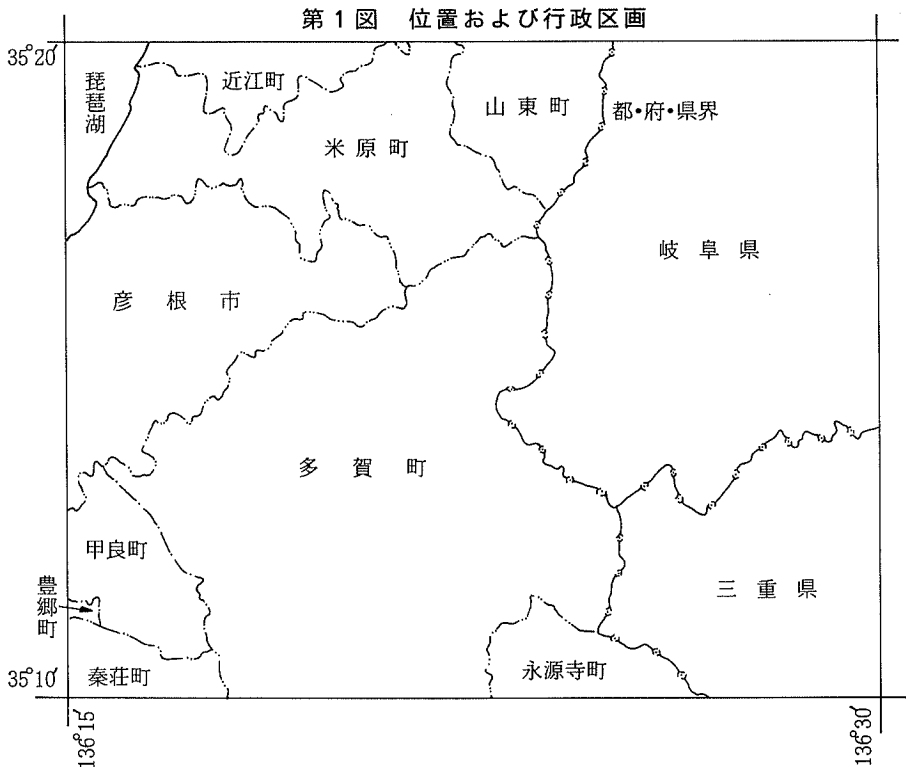 第1図 位置および行政区画
35°20′
琵琶湖
近江町
山東町
都・府・県界
米原町
岐阜県
彦根市
多賀町
甲良町
豊郷町
三重県
秦荘町
永源寺町
35°10′
136°15′
136°30′